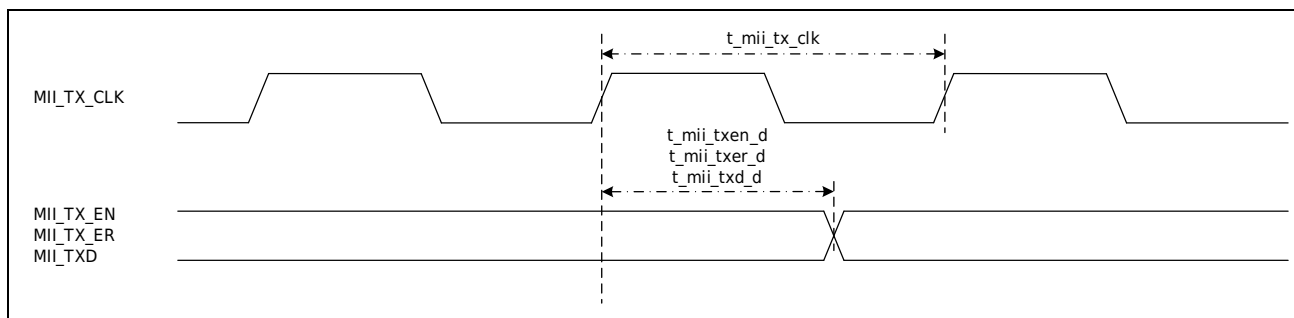 t_mii_tx_clk
MII_TX_CLK
t_mii_txen_d
t_mii_txer_d
t_mii_txd_d
MII_TX_EN
MII_TX_ER
MII_TXD